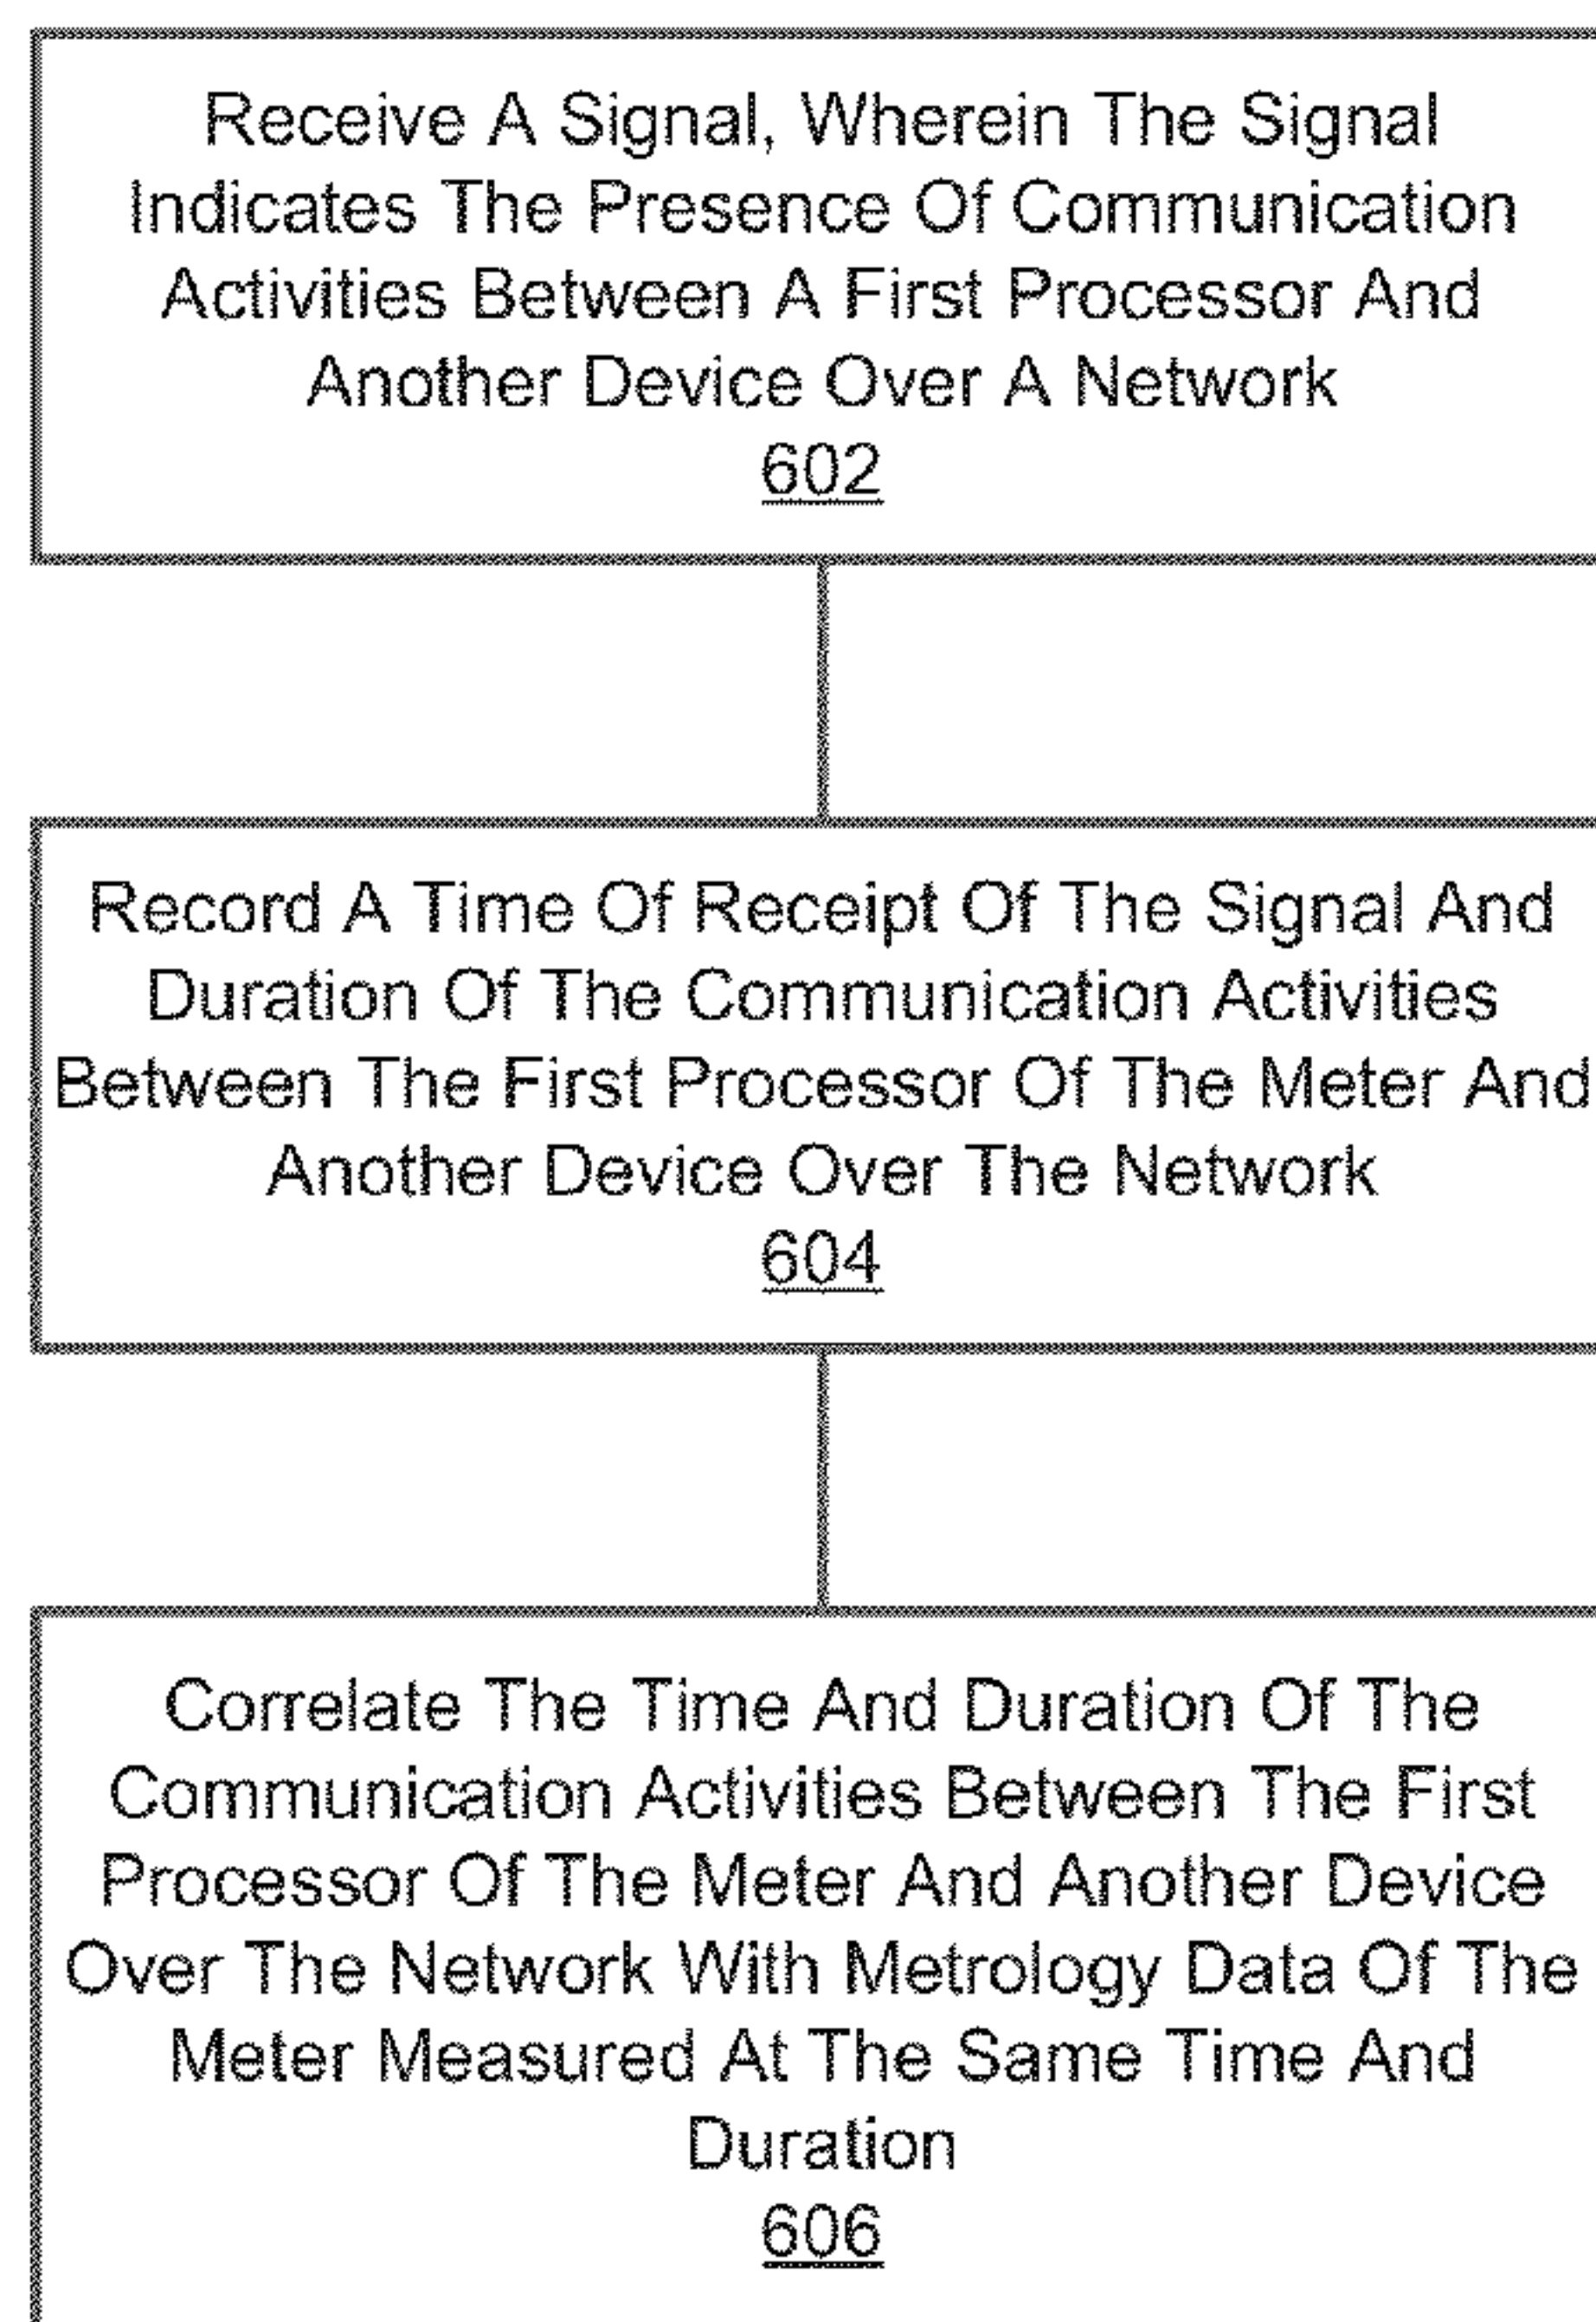 Receive A Signal, Wherein The Signal
Indicates The Presence Of Communication
Activities Between A First Processor And
Another Device Over A Network
602
Record A Time Of Receipt Of The Signal And
Duration Of The Communication Activities
Between The First Processor Of The Meter And
Another Device Over The Network
604
Correlate The Time And Duration Of The
Communication Activities Between The First
Processor Of The Meter And Another Device
Over The Network With Metrology Data Of The
Meter Measured At The Same Time And
Duration
606